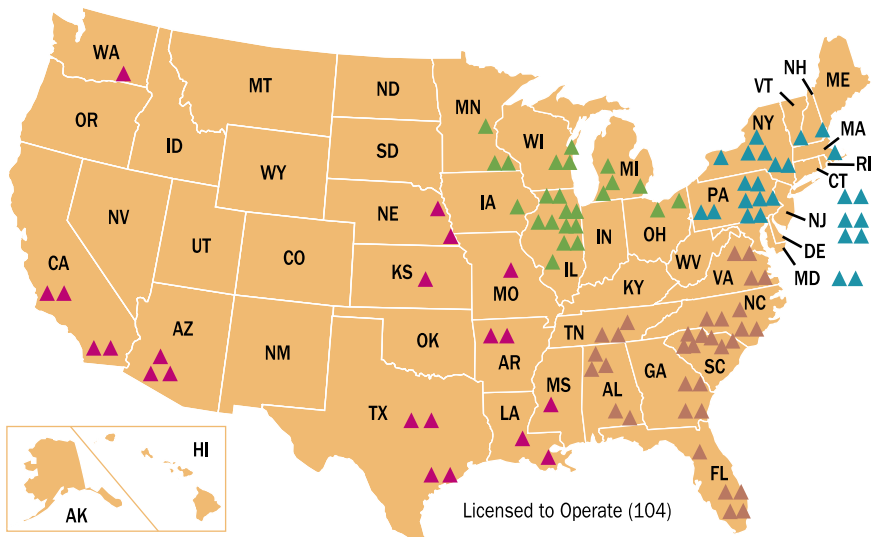 WA
MT
ND
MN
OR
ID
SD
WI
MI
WY
NE
IA
NV
UT
CO
CA
KS
MO
IL
IN
OH
KY
WV
VA
PA
NY
VT
NH
ME
MA
RI
CT
NJ
DE
MD
NC
TN
SC
AZ
NM
OK
AR
TX
LA
MS
AL
GA
FL
HI
AK
Licensed to Operate (104)